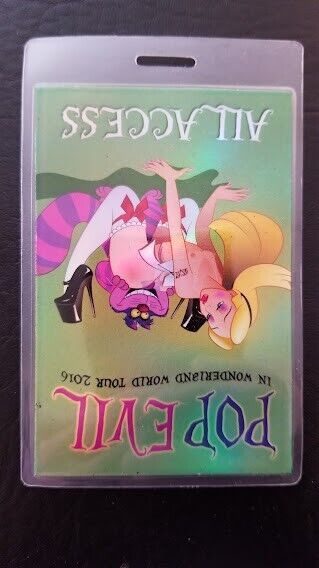 POP EVIL
IN WONDERLAND WORLD TOUR 2016
ALL ACCESS